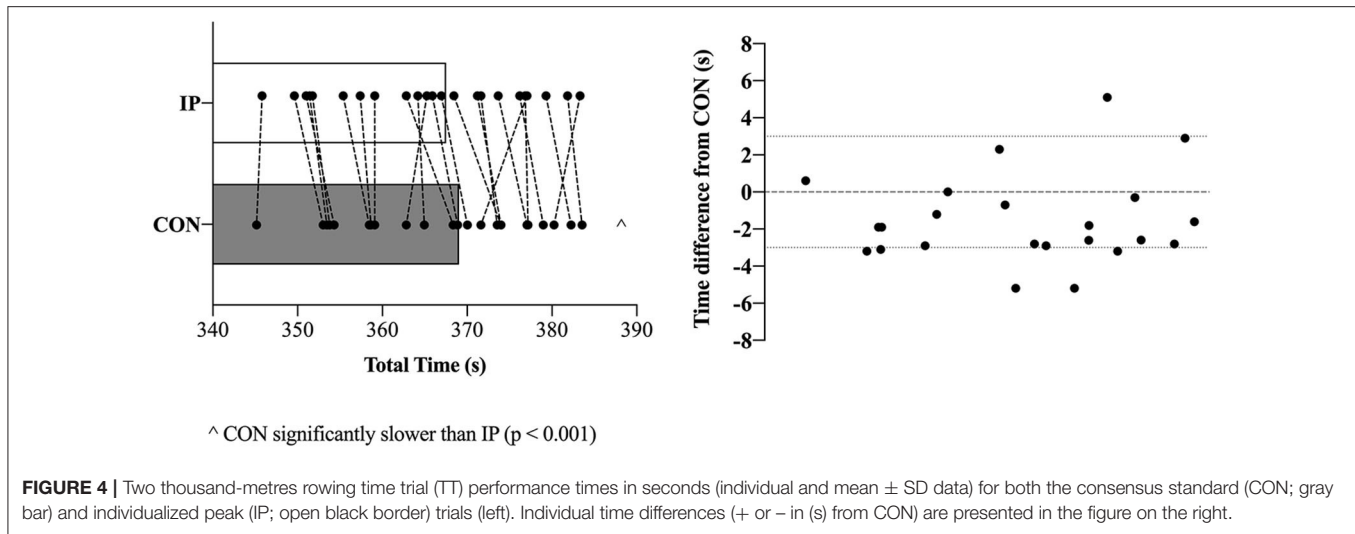 IP
CON
^
340 350 360 370 380 390
Total Time (s)
^ CON significantly slower than IP (p < 0.001)
Time difference from CON (s)
8
6
4
2
0
-2
-4
-6
-8
FIGURE 4 | Two thousand-metres rowing time trial (TT) performance times in seconds (individual and mean ± SD data) for both the consensus standard (CON; gray
bar) and individualized peak (IP; open black border) trials (left). Individual time differences (+ or – in (s) from CON) are presented in the figure on the right.